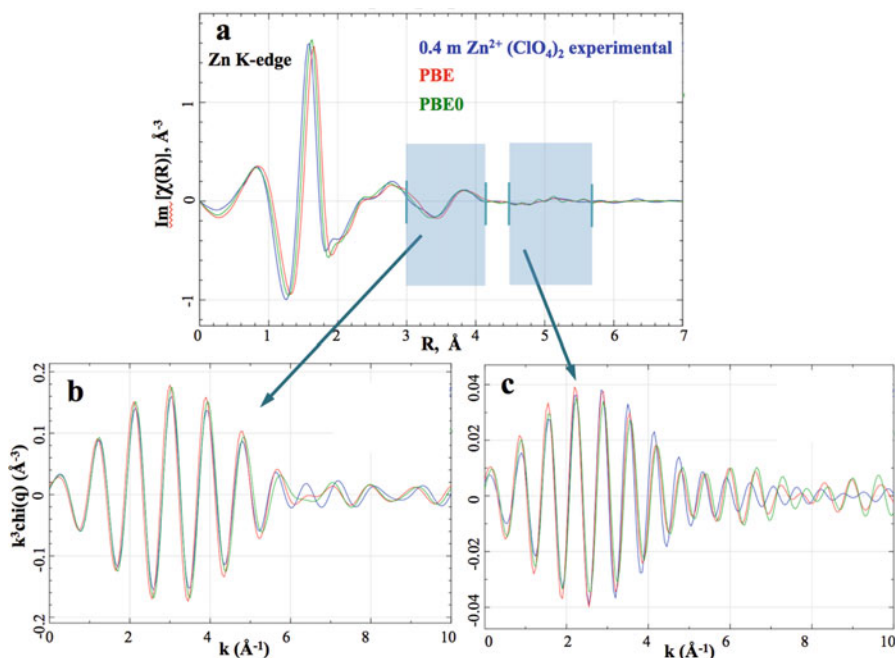 a
Zn K-edge
0.4 m Zn²⁺ (ClO₄)₂ experimental
PBE
PBE0
Im [χ(R)], Å⁻³
1
0
-1
0 1 2 3 4 5 6 7
R, Å
b
k³chi(q) (Å⁻³)
0.2
0.1
0
-0.1
-0.2
0 2 4 6 8 10
k (Å⁻¹)
c
0.04
0.02
0.00
-0.02
-0.04
0 2 4 6 8 10
k (Å⁻¹)